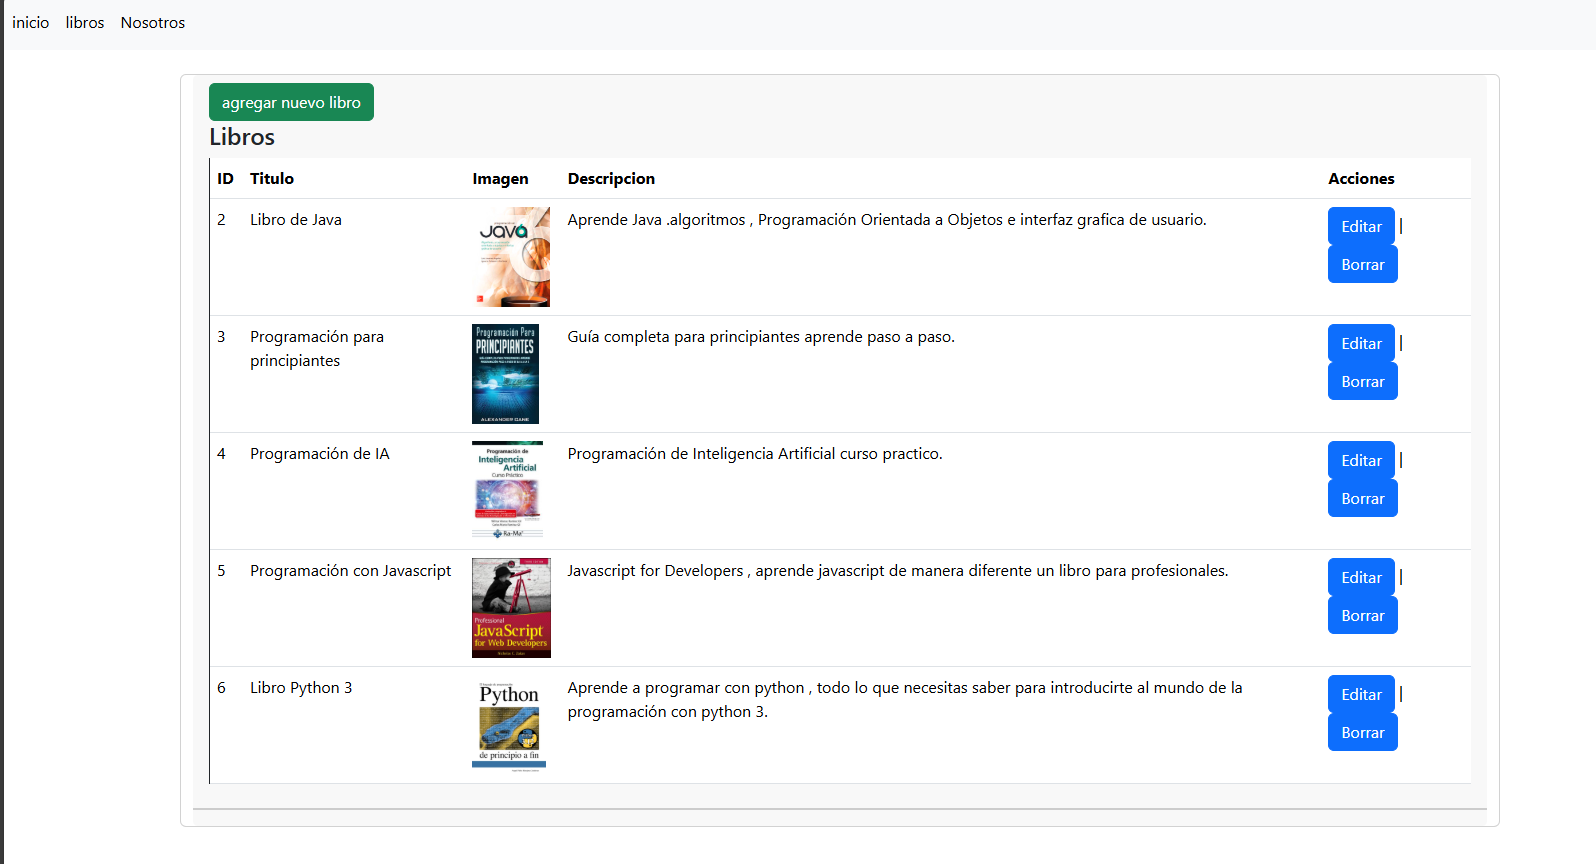 inicio libros Nosotros
agregar nuevo libro
Libros
ID Titulo Imagen Descripcion Acciones
2 Libro de Java Aprende Java .algoritmos , Programación Orientada a Objetos e interfaz grafica de usuario. Editar |
Java
Borrar
3 Programación para Guía completa para principiantes aprende paso a paso. Editar |
principiantes
Programación Para
PRINCIPIANTES
ALEXANDER DANE
Borrar
4 Programación de IA Programación de Inteligencia Artificial curso practico. Editar |
Programación de
Inteligencia
Artificial
Curso Práctico
Ra-Ma
Borrar
5 Programación con Javascript Javascript for Developers , aprende javascript de manera diferente un libro para profesionales. Editar |
Professional
JavaScript
for Web Developers
Borrar
6 Libro Python 3 Aprende a programar con python , todo lo que necesitas saber para introducirte al mundo de la Editar |
programación con python 3.
Python
de principio a fin
Borrar